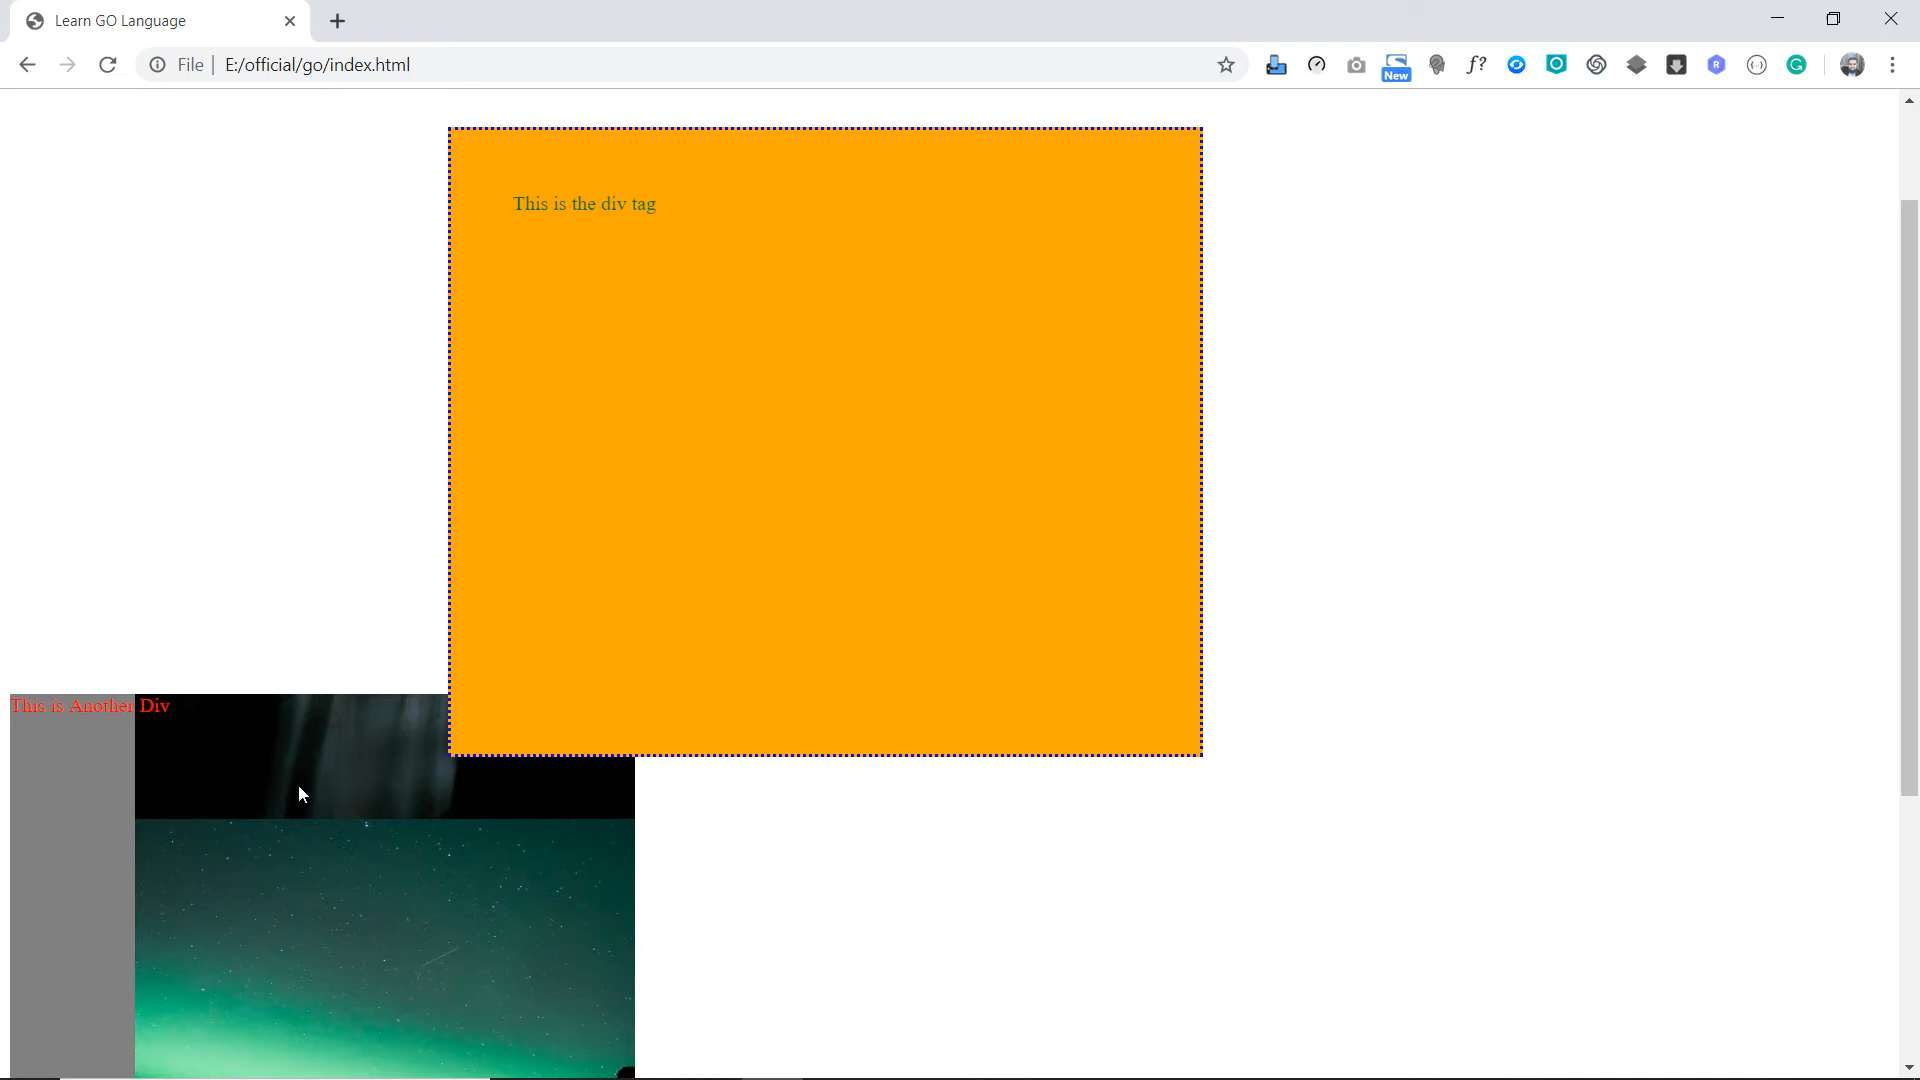 Learn GO Language
File | E:/official/go/index.html
f?
New
R
This is the div tag
This is Another Div